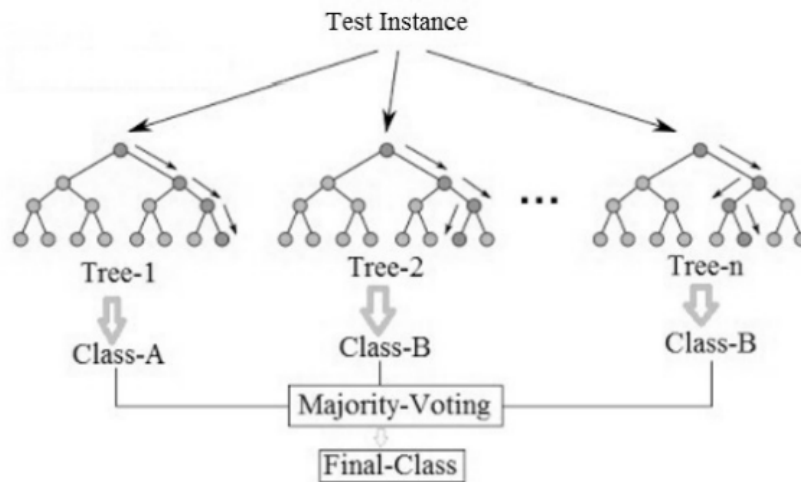 Test Instance
...
Tree-1
Tree-2
Tree-n
Class-A
Class-B
Class-B
Majority-Voting
Final-Class